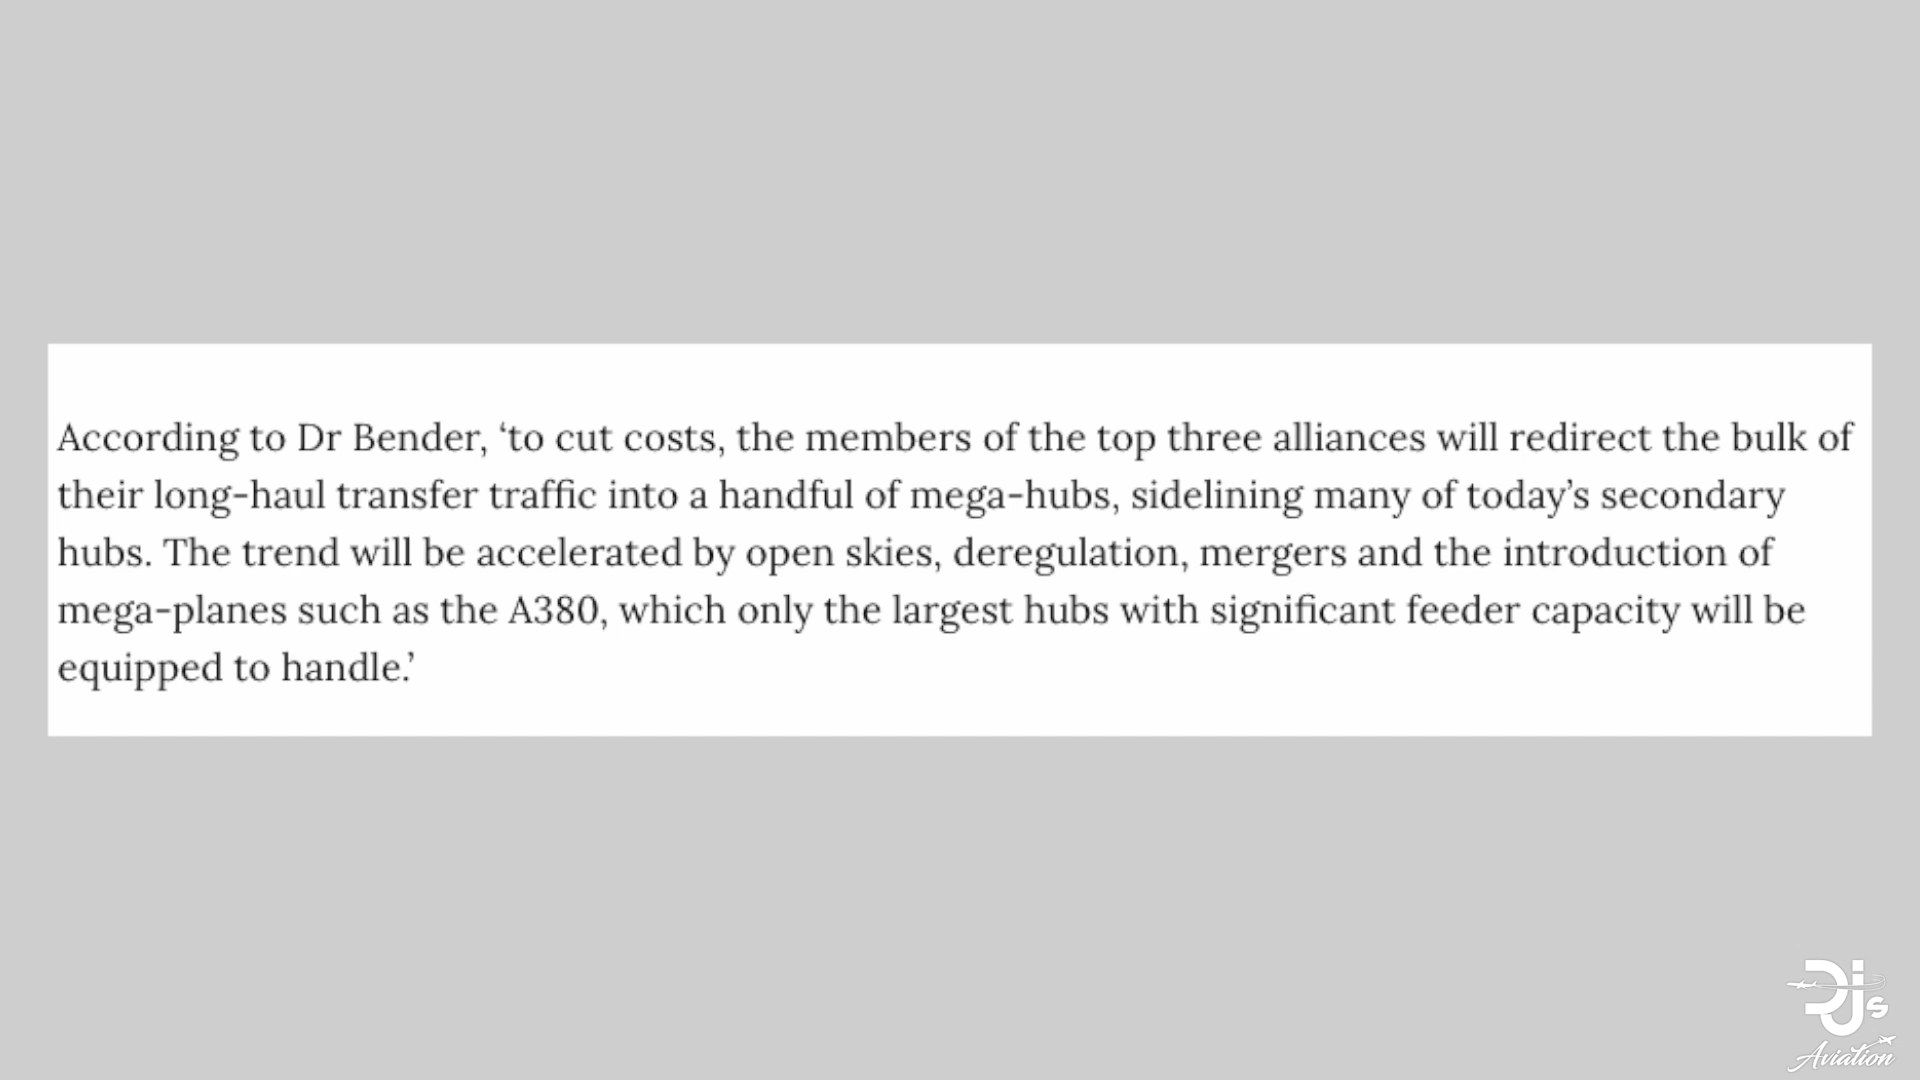 According to Dr Bender, ‘to cut costs, the members of the top three alliances will redirect the bulk of
their long-haul transfer traffic into a handful of mega-hubs, sidelining many of today’s secondary
hubs. The trend will be accelerated by open skies, deregulation, mergers and the introduction of
mega-planes such as the A380, which only the largest hubs with significant feeder capacity will be
equipped to handle.’
DJs
Aviation